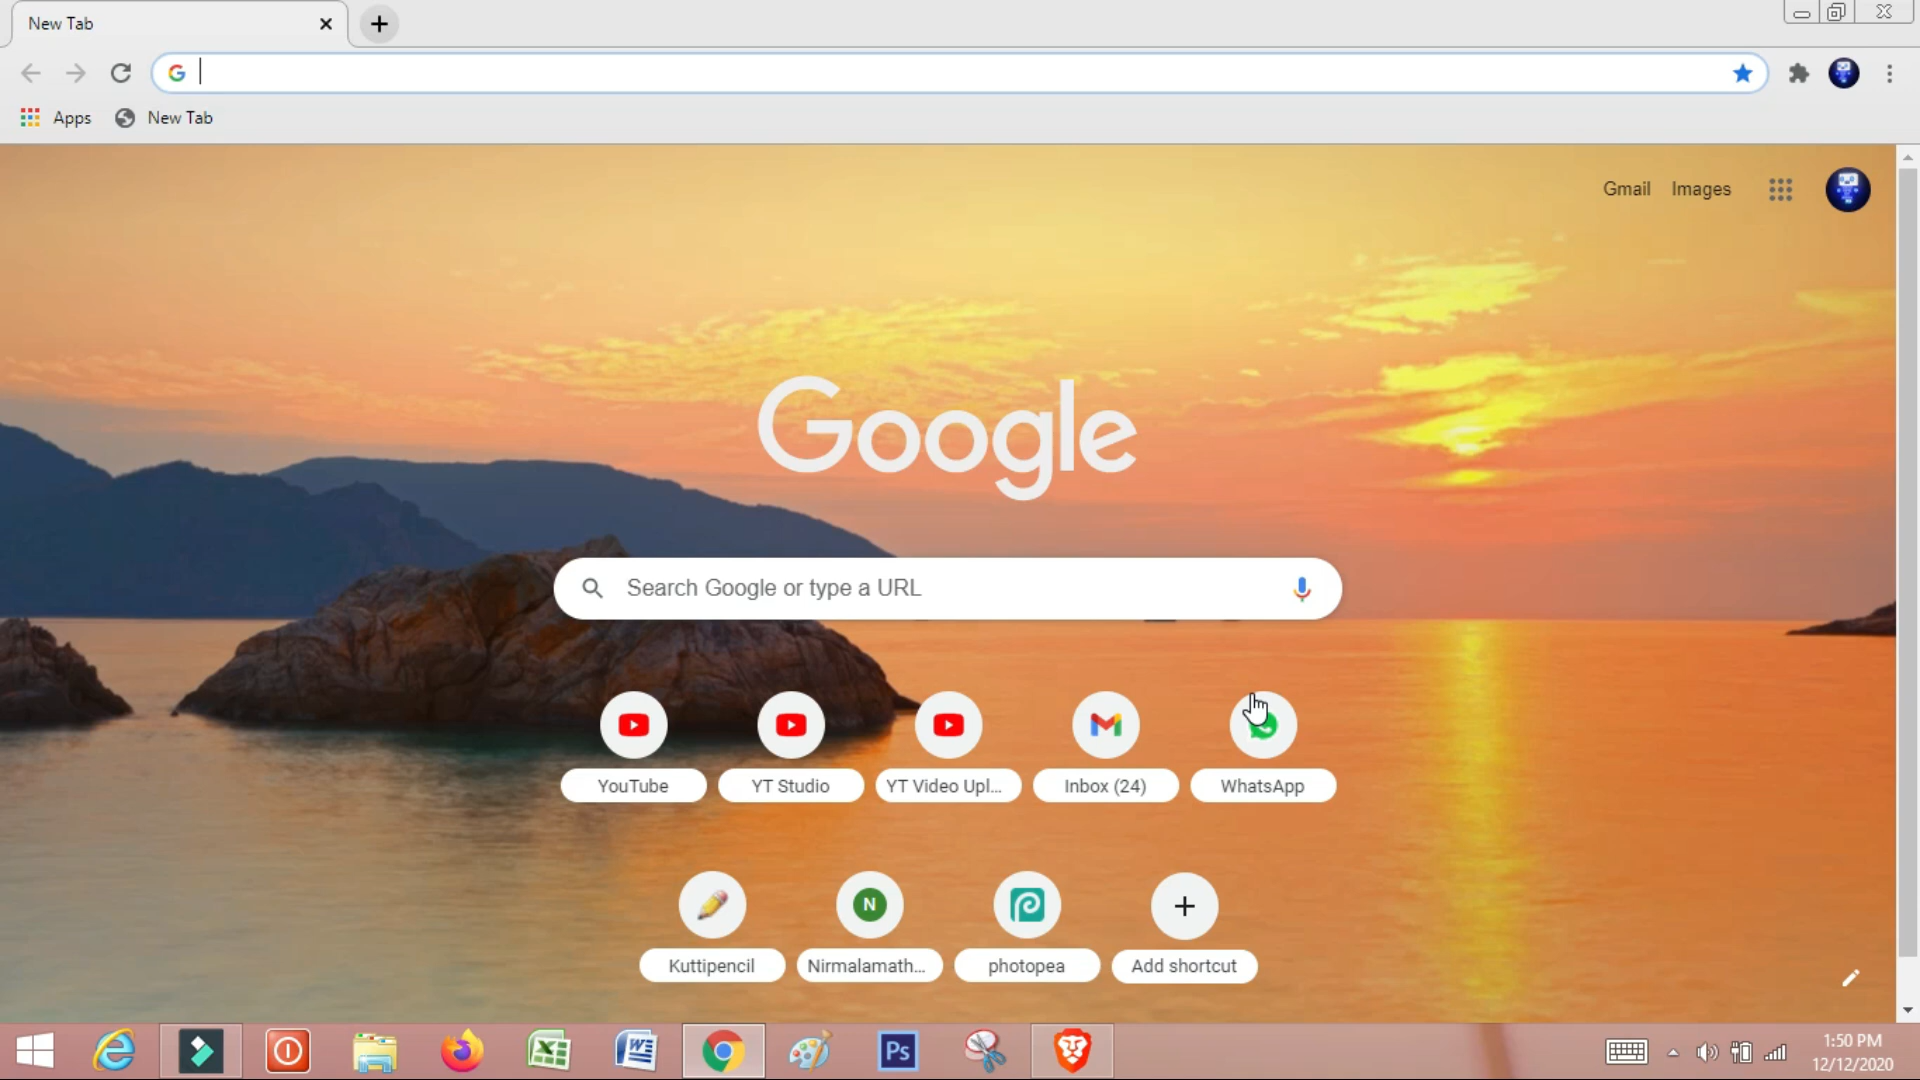 New Tab
Apps
New Tab
Gmail
Images
Google
Search Google or type a URL
YouTube
YT Studio
YT Video Upl...
Inbox (24)
WhatsApp
N
Kuttipencil
Nirmalamath...
photopea
Add shortcut
Ps
1:50 PM
12/12/2020